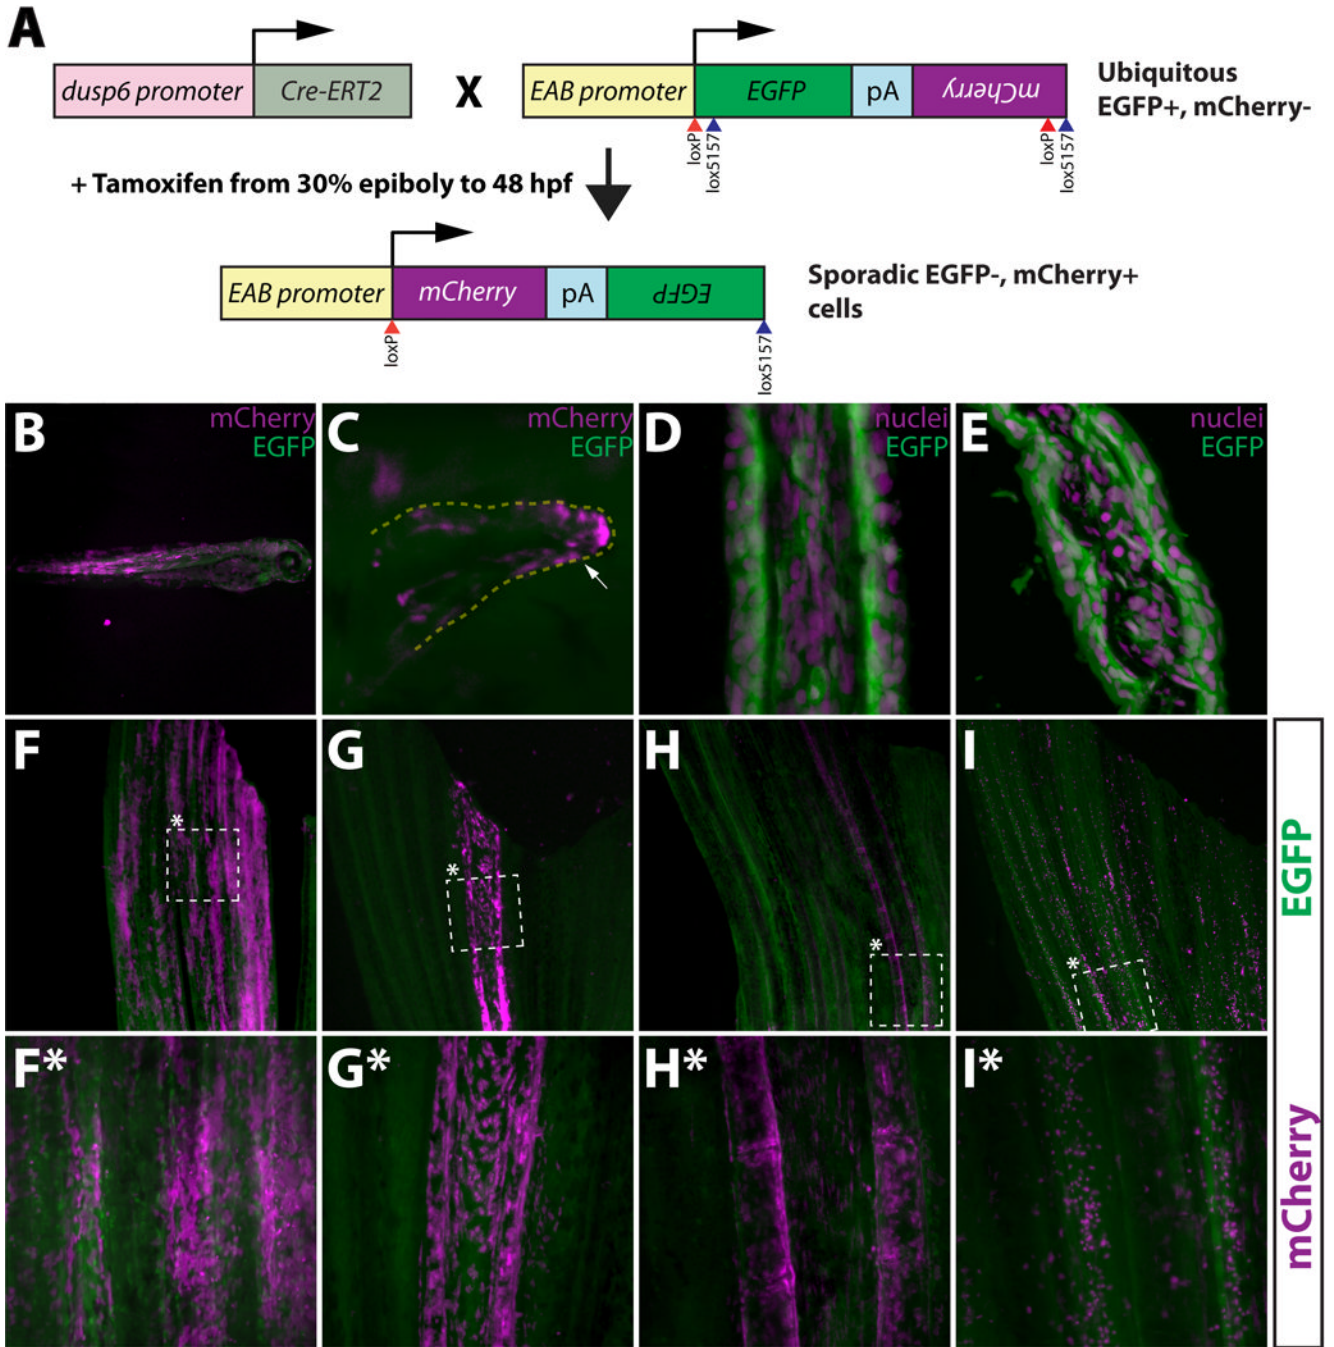 A
dusp6 promoter
Cre-ERT2
X
EAB promoter
EGFP
pA
mCherry
Ubiquitous
EGFP+, mCherry-
loxP
lox5157
loxP
lox5157
+ Tamoxifen from 30% epiboly to 48 hpf
EAB promoter
mCherry
pA
EGFP
Sporadic EGFP-, mCherry+
cells
loxP
lox5157
B
mCherry
EGFP
C
mCherry
EGFP
D
nuclei
EGFP
E
nuclei
EGFP
F
*
G
*
H
*
I
*
F*
G*
H*
I*
mCherry
EGFP